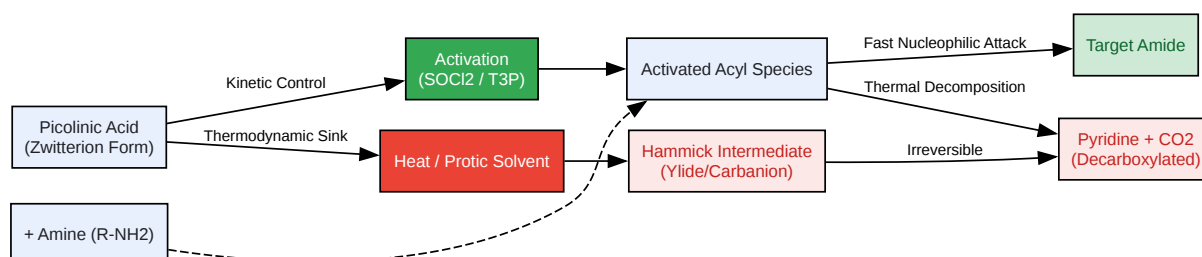 Picolinic Acid
(Zwitterion Form)
Kinetic Control
Thermodynamic Sink
Activation
(SOCl2 / T3P)
Heat / Protic Solvent
Activated Acyl Species
Hammick Intermediate
(Ylide/Carbanion)
Fast Nucleophilic Attack
Thermal Decomposition
Irreversible
Target Amide
Pyridine + CO2
(Decarboxylated)
+ Amine (R-NH2)